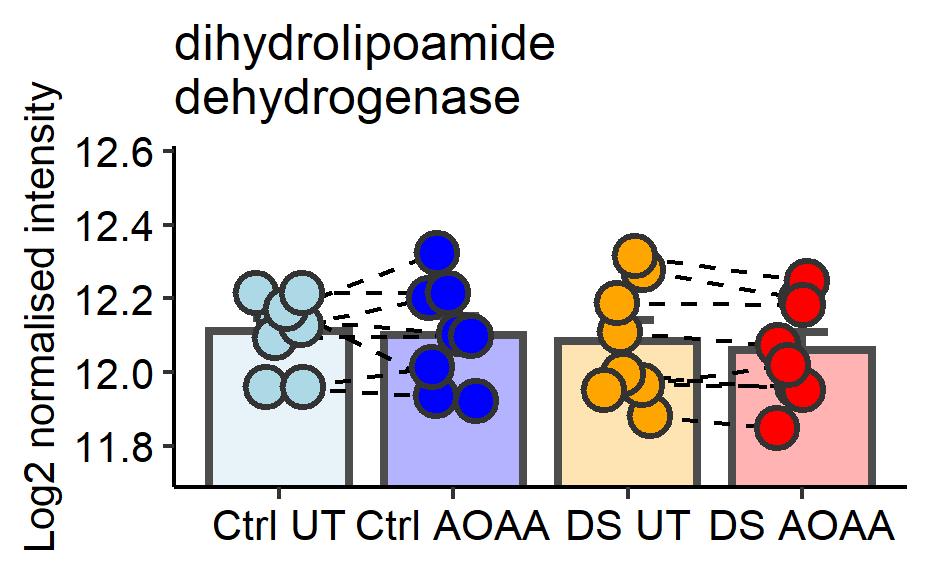 dihydrolipoamide
dehydrogenase
Log2 normalised intensity
12.6
12.4
12.2
12.0
11.8
Ctrl UT Ctrl AOAA DS UT DS AOAA